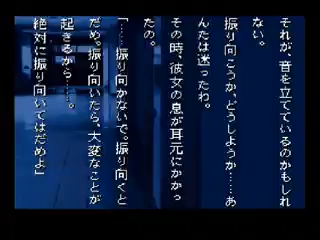 それが、音を立てているのかもしれ
ない。
振り向こうか、どうしようか……あ
んたは迷ったわ。
その時、彼女の息が耳元にかかっ
たの。
「……振り向かないで。振り向くと
だめ。振り向いたら、大変なことが
起きるから……。
絶対に振り向いてはだめよ」